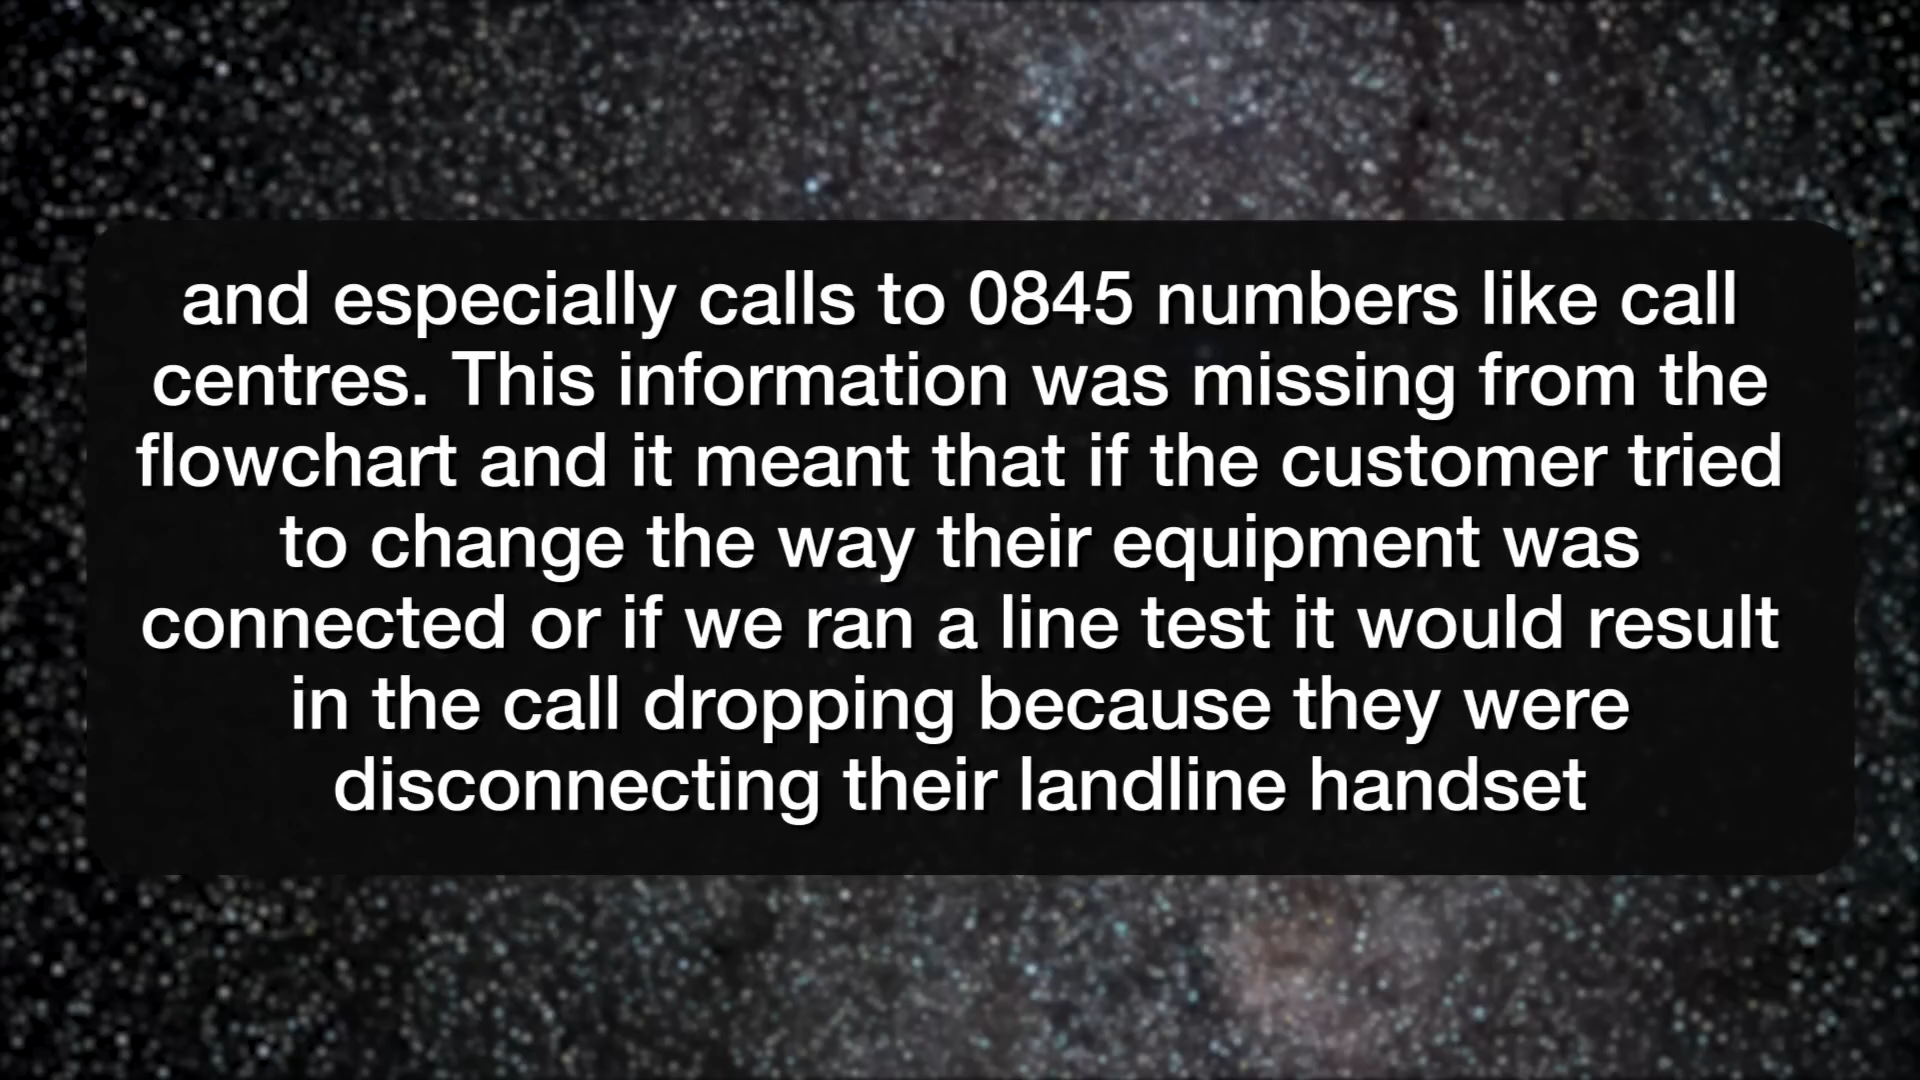 and especially calls to 0845 numbers like call
centres. This information was missing from the
flowchart and it meant that if the customer tried
to change the way their equipment was
connected or if we ran a line test it would result
in the call dropping because they were
disconnecting their landline handset